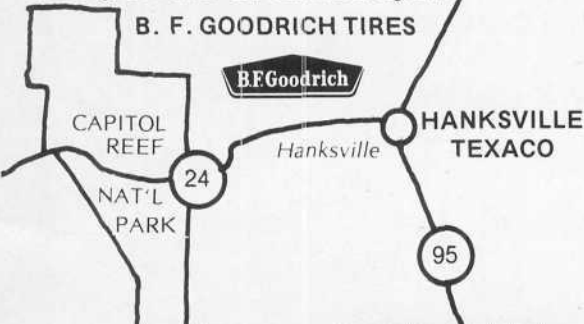 B. F. GOODRICH TIRES
B.F.Goodrich
CAPITOL
REEF
HANKSVILLE
TEXACO
Hanksville
24
NAT'L
PARK
95